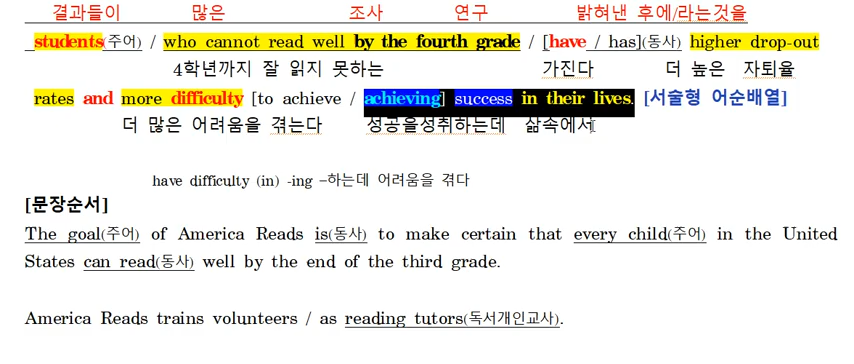 결과들이 많은 조사 연구 밝혀낸 후에/라는것을
students(주어) / who cannot read well by the fourth grade / [have / has](동사) higher drop-out
4학년까지 잘 읽지 못하는 가진다 더 높은 자퇴율
rates and more difficulty [to achieve / achieving] success in their lives. [서술형 어순배열]
더 많은 어려움을 겪는다 성공을성취하는데 삶속에서
have difficulty (in) -ing –하는데 어려움을 겪다
[문장순서]
The goal(주어) of America Reads is(동사) to make certain that every child(주어) in the United
States can read(동사) well by the end of the third grade.
America Reads trains volunteers / as reading tutors(독서개인교사).